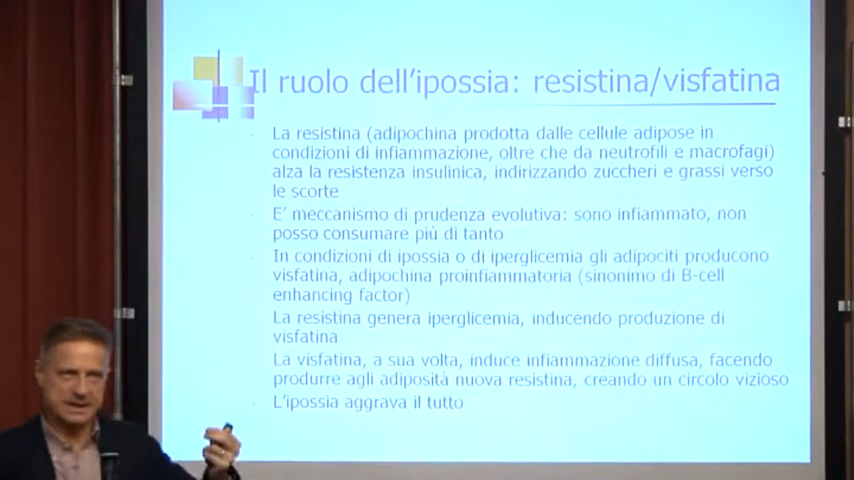 Il ruolo dell'ipossia: resistina/visfatina
La resistina (adipochina prodotta dalle cellule adipose in
condizioni di infiammazione, oltre che da neutrofili e macrofagi)
alza la resistenza insulinica, indirizzando zuccheri e grassi verso
le scorte
E' meccanismo di prudenza evolutiva: sono infiammato, non
posso consumare più di tanto
In condizioni di ipossia o di iperglicemia gli adipociti producono
visfatina, adipochina proinfiammatoria (sinonimo di B-cell
enhancing factor)
La resistina genera iperglicemia, inducendo produzione di
visfatina
La visfatina, a sua volta, induce infiammazione diffusa, facendo
produrre agli adiposità nuova resistina, creando un circolo vizioso
L'ipossia aggrava il tutto